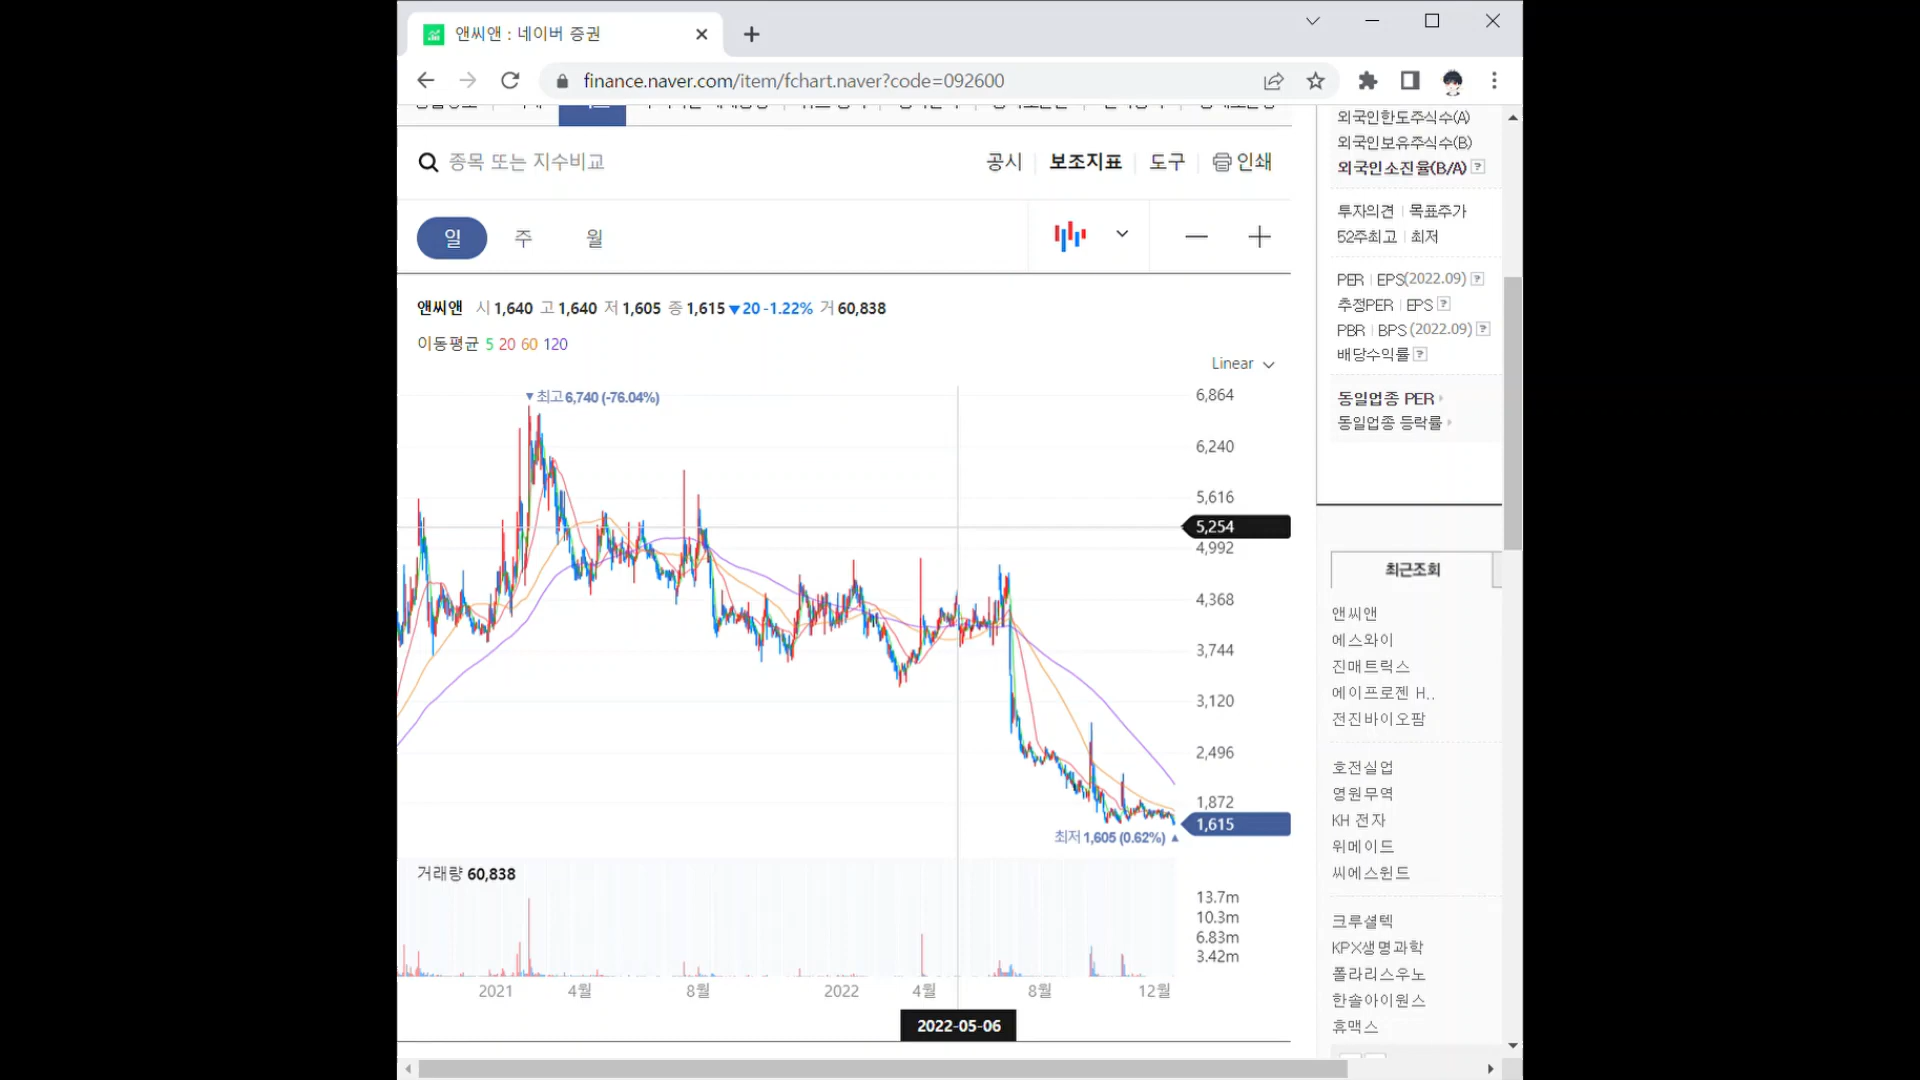 앤씨앤 : 네이버 증권
finance.naver.com/item/fchart.naver?code=092600
종목 또는 지수비교
공시 보조지표 도구 인쇄
일 주 월
앤씨앤 시 1,640 고 1,640 저 1,605 종 1,615 ▼20 -1.22% 거 60,838
이동평균 5 20 60 120
Linear
▼최고 6,740 (-76.04%)
6,864
6,240
5,616
5,254
4,992
4,368
3,744
3,120
2,496
1,872
1,615
최저 1,605 (0.62%) ▲
거래량 60,838
13.7m
10.3m
6.83m
3.42m
2021 4월 8월 2022 4월 8월 12월
2022-05-06
외국인한도주식수(A)
외국인보유주식수(B)
외국인소진율(B/A) ?
투자의견 | 목표주가
52주최고 | 최저
PER | EPS(2022.09) ?
추정PER | EPS ?
PBR | BPS (2022.09) ?
배당수익률 ?
동일업종 PER
동일업종 등락률
최근조회
앤씨앤
에스와이
진매트릭스
에이프로젠 H..
전진바이오팜
호전실업
영원무역
KH 전자
위메이드
씨에스윈드
크루셜텍
KPX생명과학
폴라리스우노
한솔아이원스
휴맥스